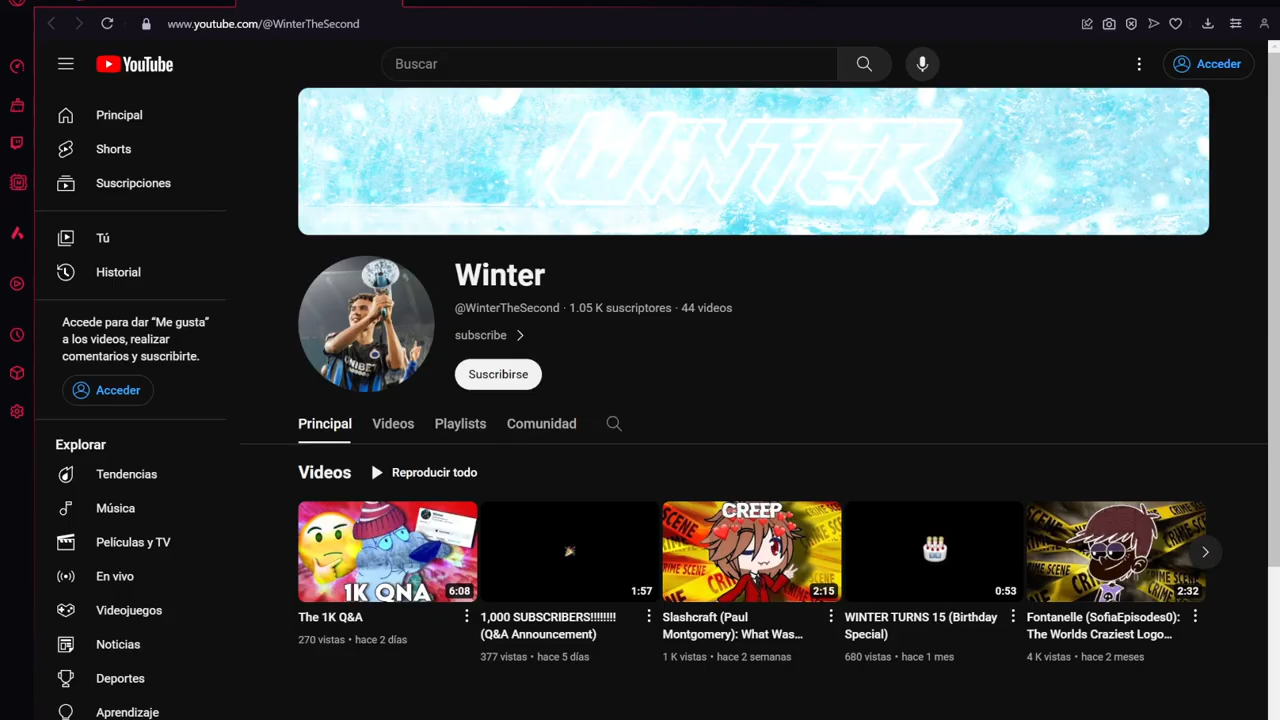 www.youtube.com/@WinterTheSecond
YouTube
Buscar
Acceder
Principal
Shorts
Suscripciones
Tú
Historial
Accede para dar “Me gusta”
a los videos, realizar
comentarios y suscribirte.
Acceder
Explorar
Tendencias
Música
Películas y TV
En vivo
Videojuegos
Noticias
Deportes
Aprendizaje
WINTER
UNIBET
Winter
@WinterTheSecond · 1.05 K suscriptores · 44 videos
subscribe
Suscribirse
Principal Videos Playlists Comunidad
Videos Reproducir todo
1K QNA
6:08
The 1K Q&A
270 vistas • hace 2 días
1:57
1,000 SUBSCRIBERS!!!!!!!!
(Q&A Announcement)
377 vistas • hace 5 días
CREEP
2:15
Slashcraft (Paul
Montgomery): What Was...
1 K vistas • hace 2 semanas
0:53
WINTER TURNS 15 (Birthday
Special)
680 vistas • hace 1 mes
2:32
Fontanelle (SofiaEpisodes0):
The Worlds Craziest Logo...
4 K vistas • hace 2 meses